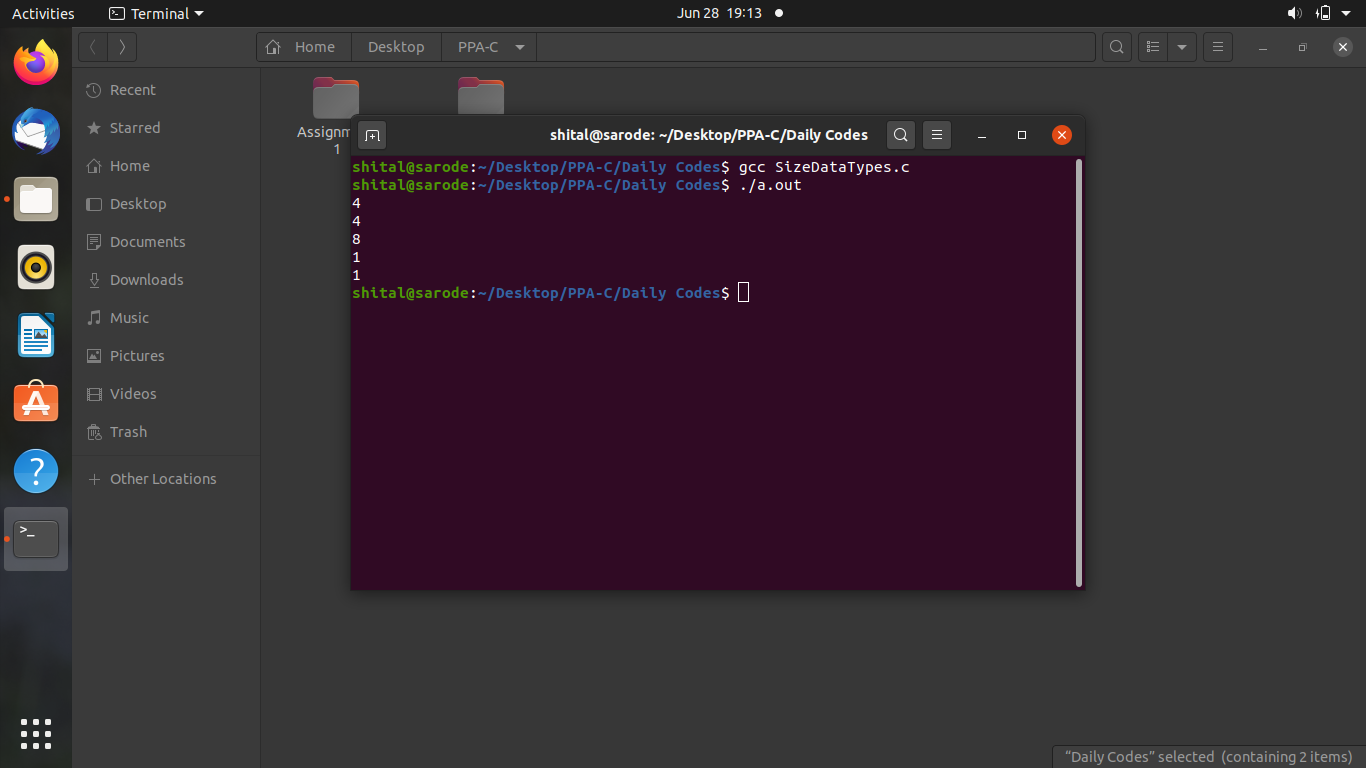 Activities
Terminal
Jun 28 19:13
Home
Desktop
PPA-C
Recent
Starred
Home
Desktop
Documents
Downloads
Music
Pictures
Videos
Trash
Other Locations
Assignm
1
shital@sarode: ~/Desktop/PPA-C/Daily Codes
shital@sarode:~/Desktop/PPA-C/Daily Codes$ gcc SizeDataTypes.c
shital@sarode:~/Desktop/PPA-C/Daily Codes$ ./a.out
4
4
8
1
1
shital@sarode:~/Desktop/PPA-C/Daily Codes$
“Daily Codes” selected (containing 2 items)